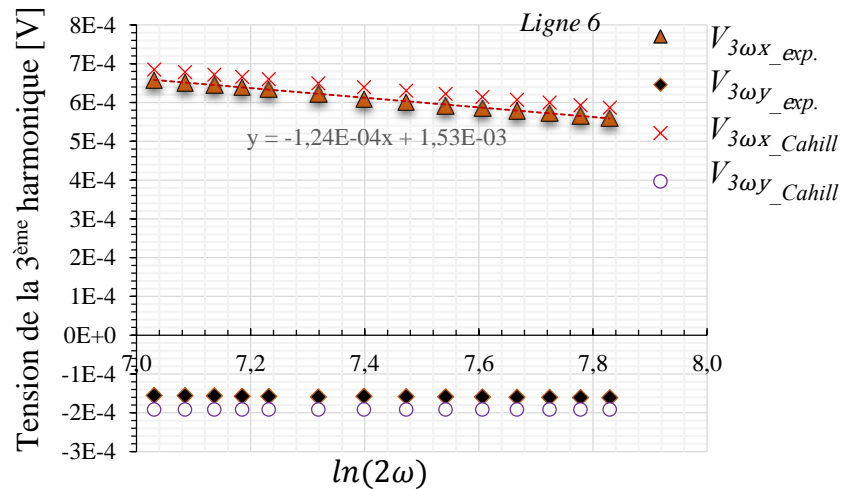 Ligne 6
Tension de la 3ème harmonique [V]
8E-4
7E-4
6E-4
5E-4
4E-4
3E-4
2E-4
1E-4
0E+0
-1E-4
-2E-4
-3E-4
y = -1,24E-04x + 1,53E-03
7,0 7,2 7,4 7,6 7,8 8,0
ln(2ω)
V3ωx_exp.
V3ωy_exp.
V3ωx_Cahill
V3ωy_Cahill